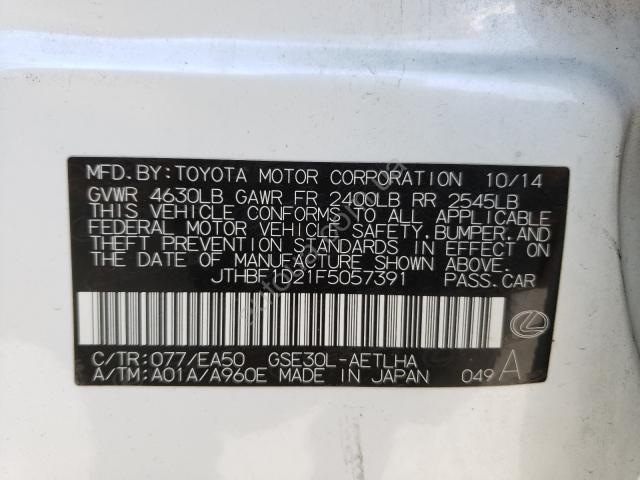 MFD.BY:TOYOTA MOTOR CORPORATION 10/14
GVWR 4630LB GAWR FR 2400LB RR 2545LB
THIS VEHICLE CONFORMS TO ALL APPLICABLE
FEDERAL MOTOR VEHICLE SAFETY,BUMPER,AND
THEFT PREVENTION STANDARDS IN EFFECT ON
THE DATE OF MANUFACTURE SHOWN ABOVE.
JTHBF1D21F5057391 PASS.CAR
C/TR:077/EA50 GSE30L-AETLHA
A/TM:A01A/A960E MADE IN JAPAN 049 A